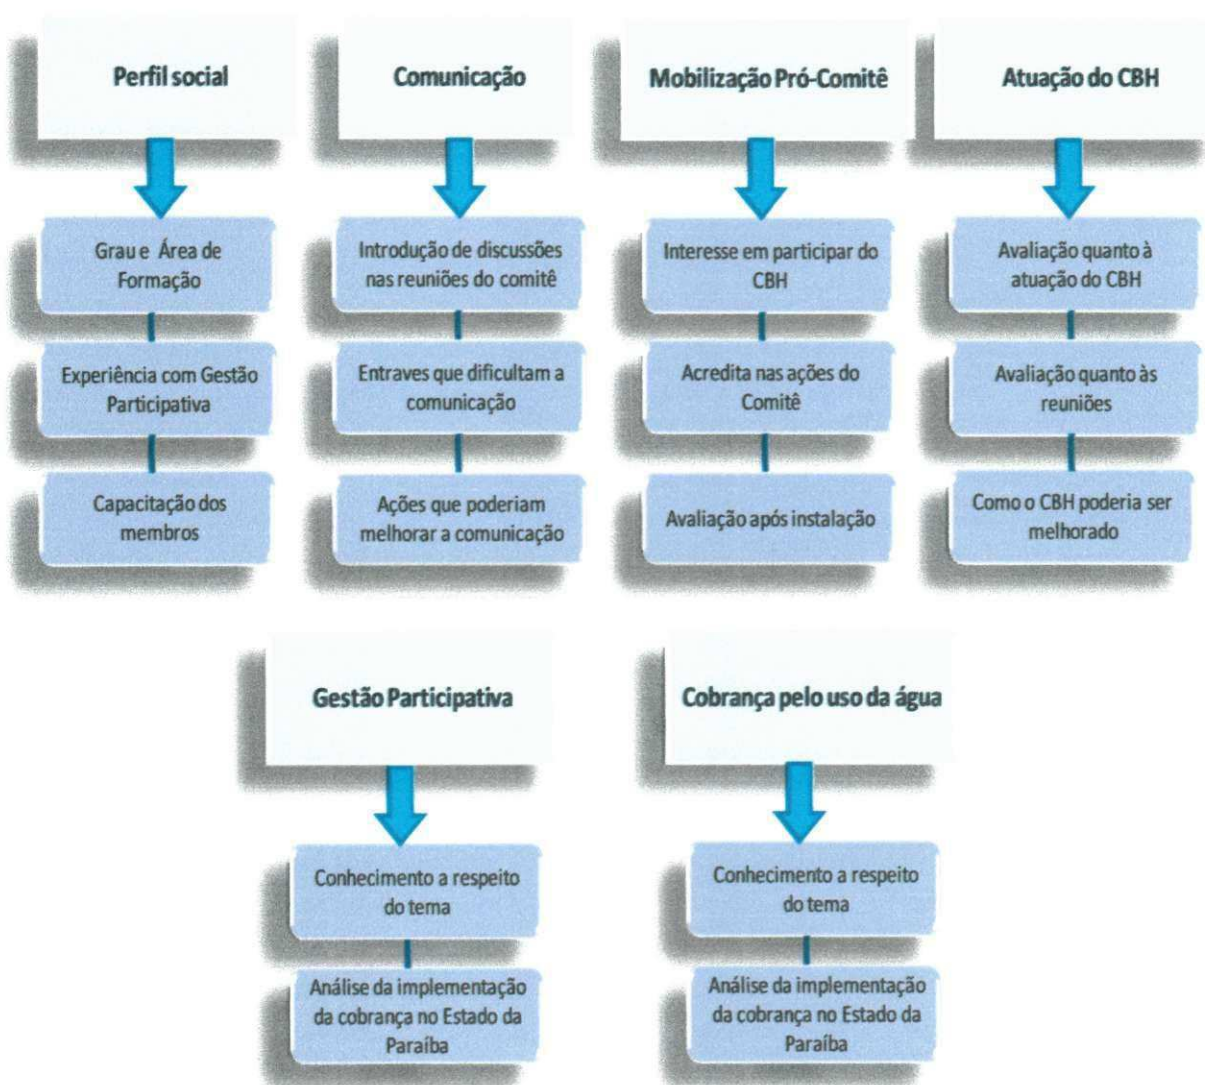 Perfil social
Grau e Área de
Formação
Experiência com Gestão
Participativa
Capacitação dos
membros
Comunicação
Introdução de discussões
nas reuniões do comitê
Entraves que dificultam a
comunicação
Ações que poderiam
melhorar a comunicação
Mobilização Pró-Comitê
Interesse em participar do
CBH
Acredita nas ações do
Comitê
Avaliação após instalação
Atuação do CBH
Avaliação quanto à
atuação do CBH
Avaliação quanto às
reuniões
Como o CBH poderia ser
melhorado
Gestão Participativa
Conhecimento a respeito
do tema
Análise da implementação
da cobrança no Estado da
Paraíba
Cobrança pelo uso da água
Conhecimento a respeito
do tema
Análise da implementação
da cobrança no Estado da
Paraíba